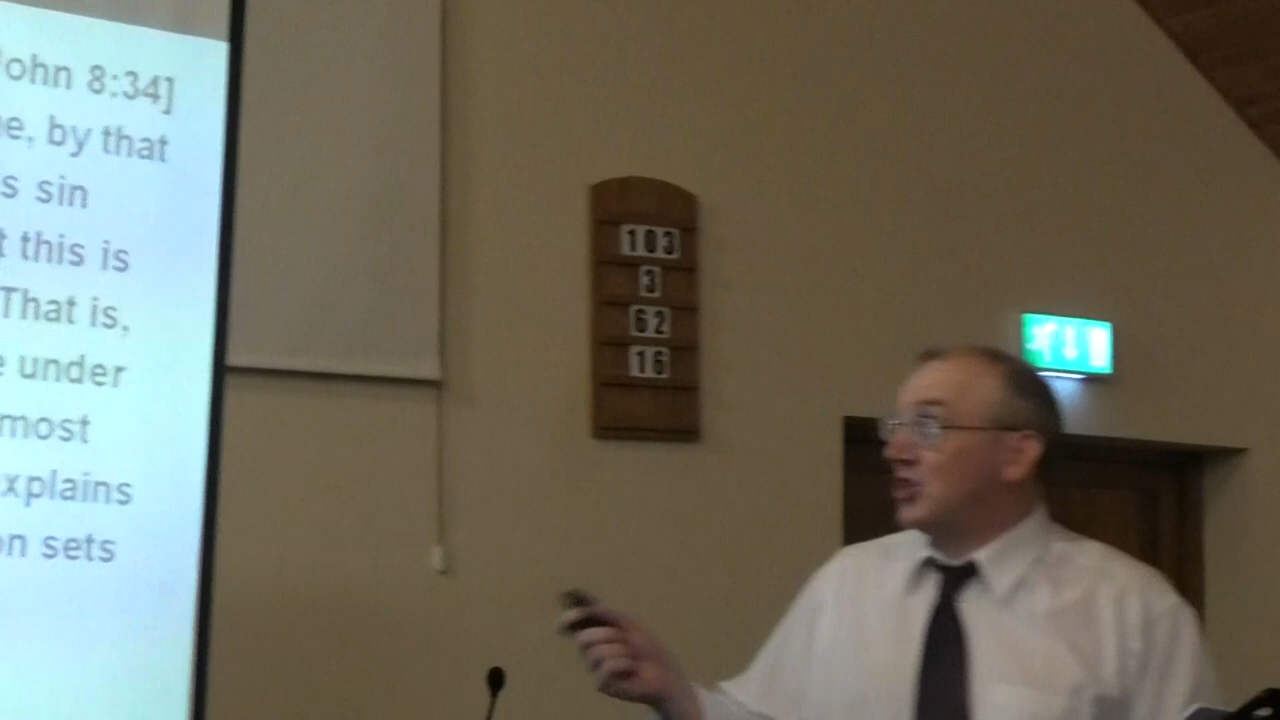 John 8:34]
e, by that
s sin
t this is
That is,
e under
most
xplains
on sets
103
3
62
16